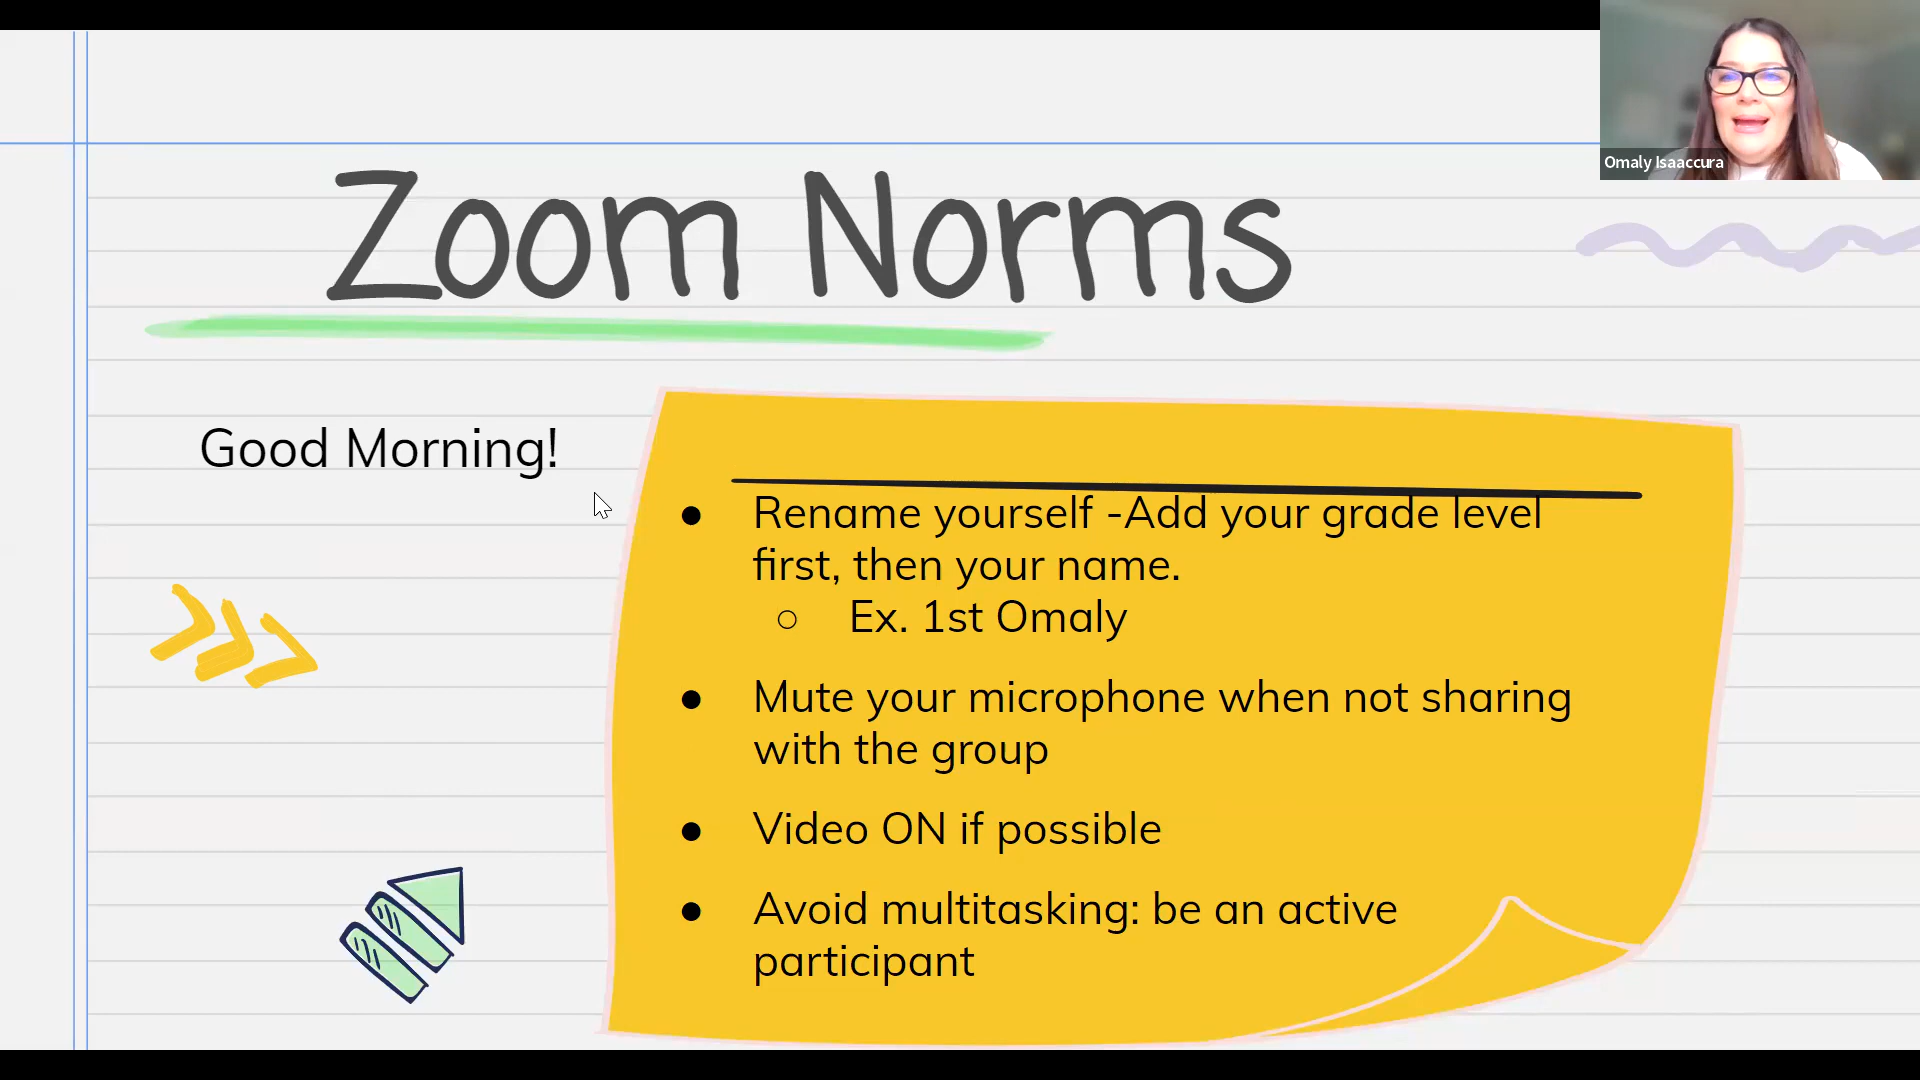 Omaly Isaaccura
Zoom Norms
Good Morning!
● Rename yourself -Add your grade level
first, then your name.
○ Ex. 1st Omaly
● Mute your microphone when not sharing
with the group
● Video ON if possible
● Avoid multitasking: be an active
participant